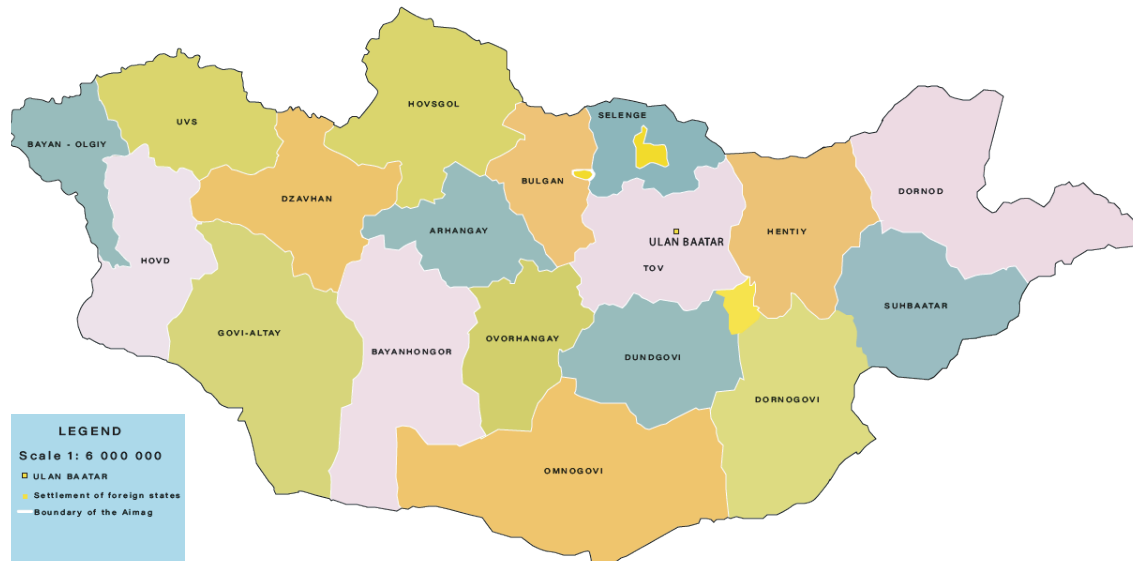 HOVSGOL
SELENGE
UVS
BAYAN - OLGIY
BULGAN
DZAVHAN
DORNOD
ARHANGAY
HENTIY
ULAN BAATAR
HOVD
TOV
SUHBAATAR
GOVI-ALTAY
OVORHANGAY
BAYANHONGOR
DUNDGOVI
DORNOGOVI
OMNOGOVI
LEGEND
Scale 1: 6 000 000
ULAN BAATAR
Settlement of foreign states
Boundary of the Aimag